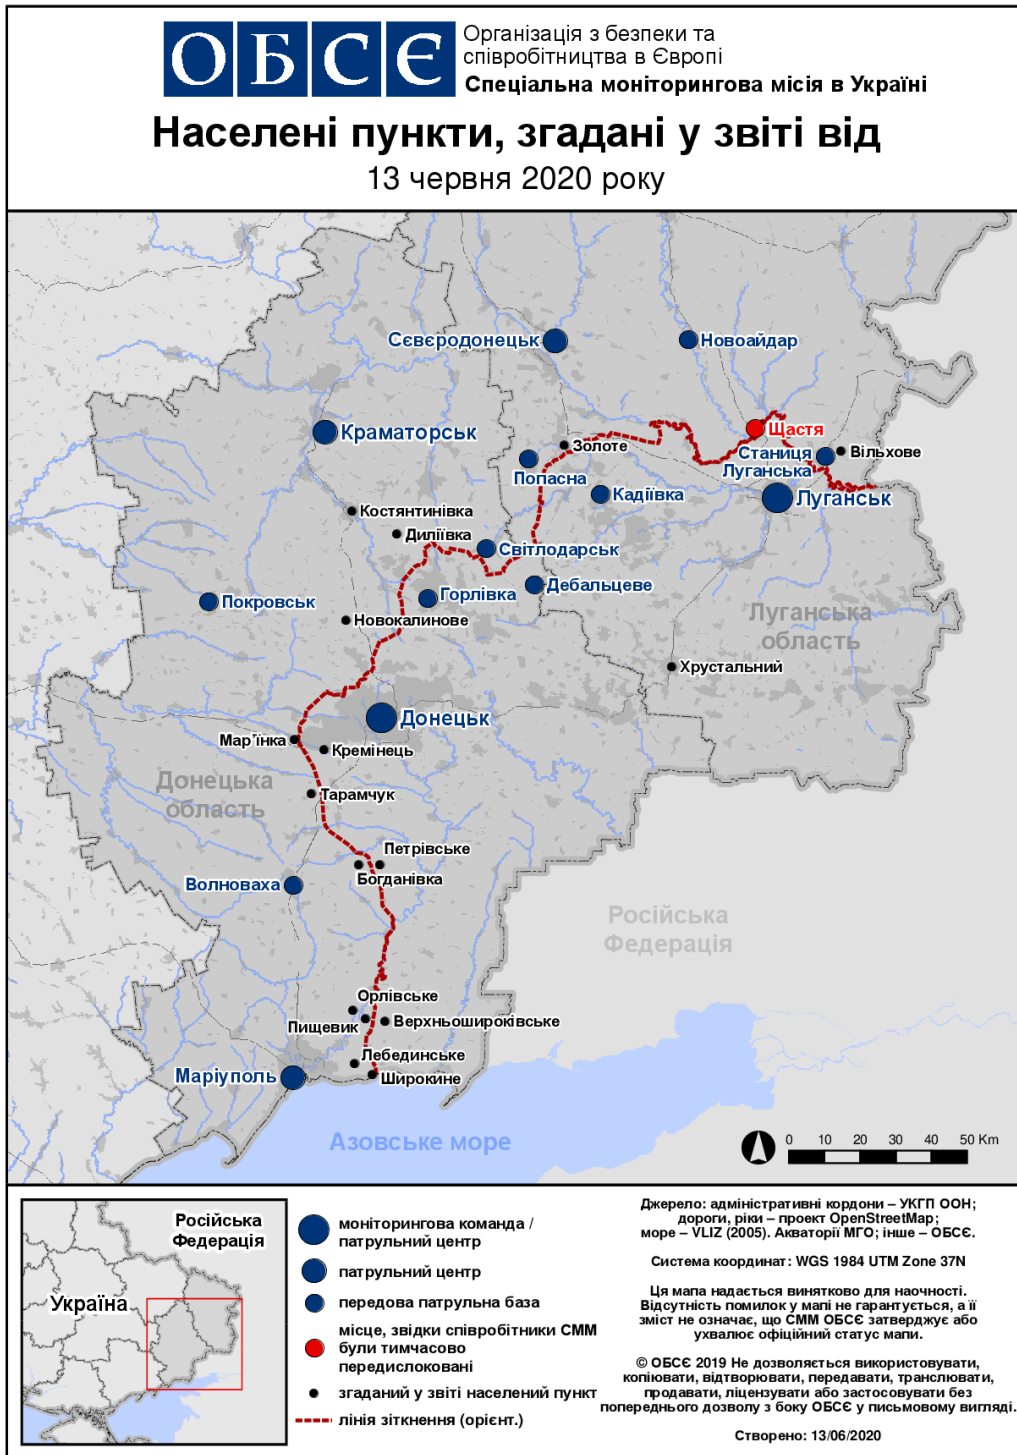 ОБСЄ
Організація з безпеки та
співробітництва в Європі
Спеціальна моніторингова місія в Україні
Населені пункти, згадані у звіті від
13 червня 2020 року
Сєвєродонецьк
Новоайдар
Краматорськ
Щастя
Золоте
Станиця
Луганська
Вільхове
Попасна
Кадіївка
Луганськ
Костянтинівка
Диліївка
Світлодарськ
Дебальцеве
Горлівка
Покровськ
Новокалинове
Луганська
область
Хрустальний
Донецьк
Мар'їнка
Кремінець
Донецька
область
Тарамчук
Петрівське
Богданівка
Волноваха
Російська
Федерація
Орлівське
Пищевик
Верхньошироківське
Лебединське
Широкине
Маріуполь
Азовське море
0 10 20 30 40 50 Km
Російська
Федерація
Україна
моніторингова команда /
патрульний центр
патрульний центр
передова патрульна база
місце, звідки співробітники СММ
були тимчасово
передислоковані
згаданий у звіті населений пункт
лінія зіткнення (орієнт.)
Джерело: адміністративні кордони – УКГП ООН;
дороги, ріки – проект OpenStreetMap;
море – VLIZ (2005). Акваторії МГО; інше – ОБСЄ.
Система координат: WGS 1984 UTM Zone 37N
Ця мапа надається винятково для наочності.
Відсутність помилок у мапі не гарантується, а її
зміст не означає, що СММ ОБСЄ затверджує або
ухвалює офіційний статус мапи.
© ОБСЄ 2019 Не дозволяється використовувати,
копіювати, відтворювати, передавати, транслювати,
продавати, ліцензувати або застосовувати без
попереднього дозволу з боку ОБСЄ у письмовому вигляді.
Створено: 13/06/2020